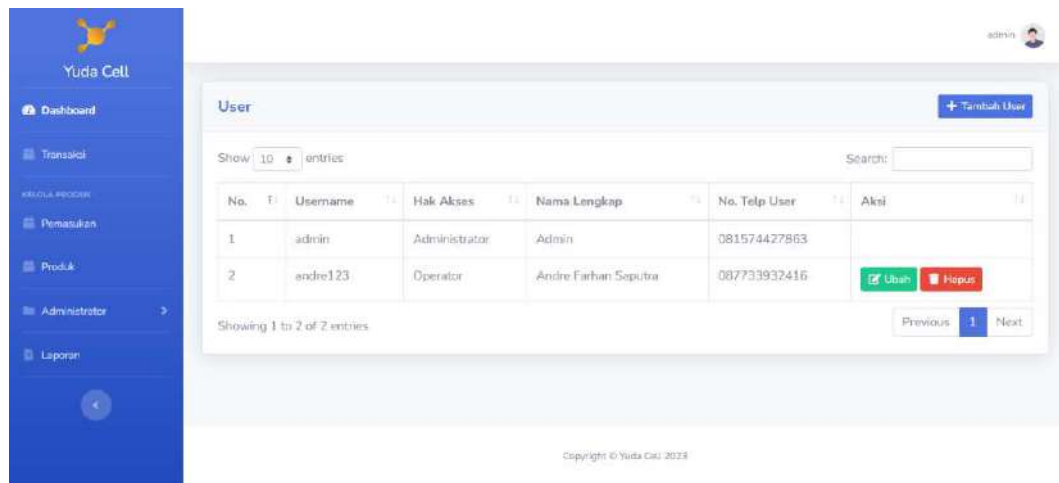 admin
Yuda Cell
Dashboard
Transaksi
KELOLA PRODUK
Pemasukan
Produk
Administrator
Laporan
User
+ Tambah User
Show 10 entries
Search:
No. Username Hak Akses Nama Lengkap No. Telp User Aksi
1 admin Administrator Admin 081574427863
2 andre123 Operator Andre Farhan Saputra 087733932416 Ubah Hapus
Showing 1 to 2 of 2 entries
Previous 1 Next
Copyright © Yuda Cell 2023